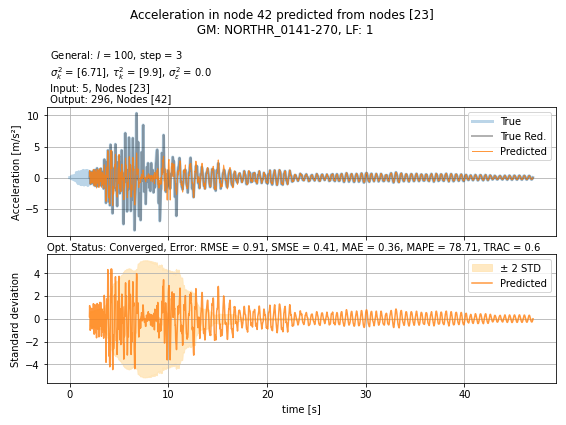 Acceleration in node 42 predicted from nodes [23]
GM: NORTHR_0141-270, LF: 1
General: l = 100, step = 3
σ²ₖ = [6.71], τ²ₖ = [9.9], σ²ε = 0.0
Input: 5, Nodes [23]
Output: 296, Nodes [42]
Acceleration [m/s²]
10
5
0
−5
True
True Red.
Predicted
Opt. Status: Converged, Error: RMSE = 0.91, SMSE = 0.41, MAE = 0.36, MAPE = 78.71, TRAC = 0.6
Standard deviation
4
2
0
−2
−4
± 2 STD
Predicted
0 10 20 30 40
time [s]